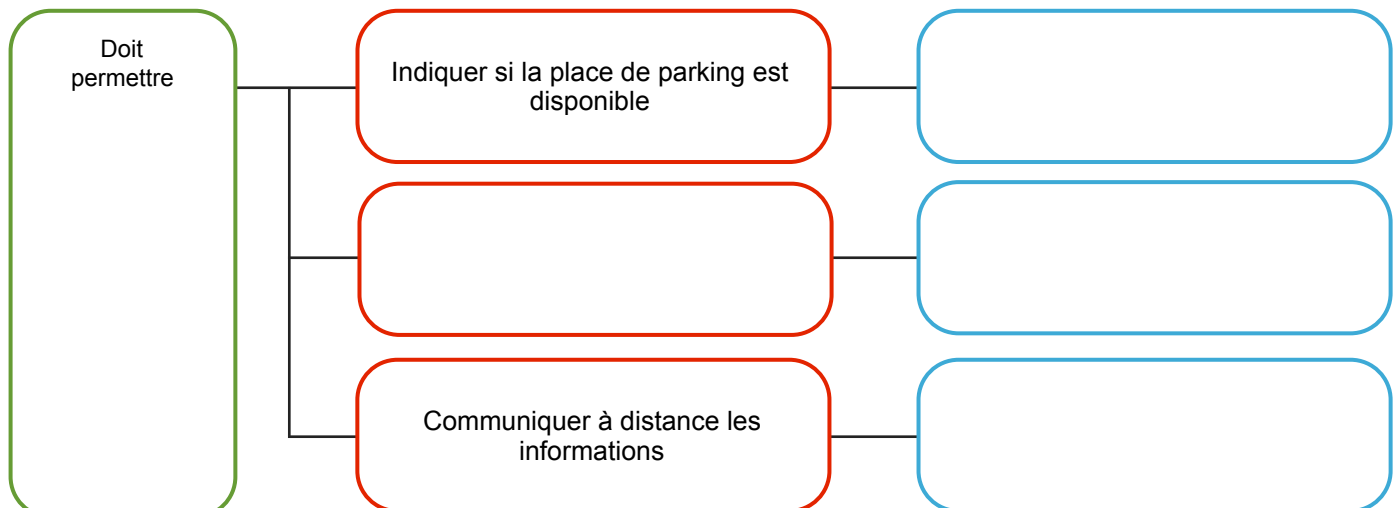 Doit
permettre
Indiquer si la place de parking est
disponible
Communiquer à distance les
informations